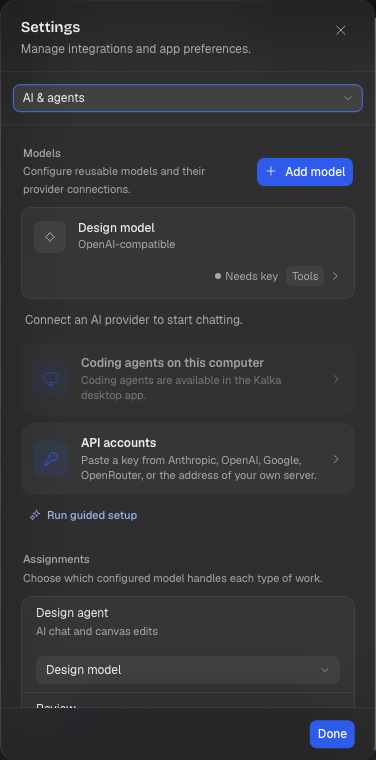 Settings
Manage integrations and app preferences.
AI & agents
Models
Configure reusable models and their
provider connections.
Add model
Design model
OpenAI-compatible
Needs key
Tools
Connect an AI provider to start chatting.
Coding agents on this computer
Coding agents are available in the Kalka
desktop app.
API accounts
Paste a key from Anthropic, OpenAI, Google,
OpenRouter, or the address of your own server.
Run guided setup
Assignments
Choose which configured model handles each type of work.
Design agent
AI chat and canvas edits
Design model
Review
Done